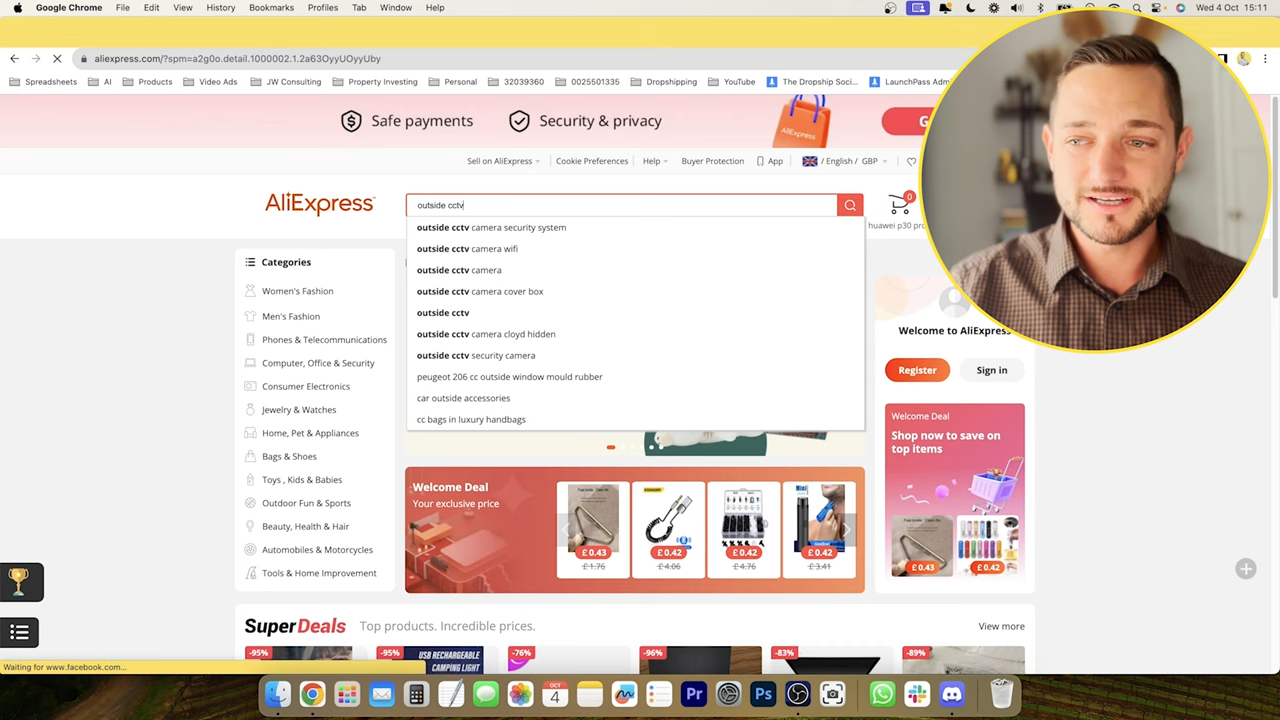 Google Chrome File Edit View History Bookmarks Profiles Tab Window Help Wed 4 Oct 15:11
aliexpress.com/?spm=a2g0o.detail.1000002.1.2a63OyyUOyyUby
Spreadsheets AI Products Video Ads JW Consulting Property Investing Personal 32039360 0025501335 Dropshipping YouTube The Dropship Soci... LaunchPass Adm
Safe payments Security & privacy AliExpress G
Sell on AliExpress Cookie Preferences Help Buyer Protection App / English / GBP
AliExpress
outside cctv
0
huawei p30 pro
outside cctv camera security system
outside cctv camera wifi
outside cctv camera
outside cctv camera cover box
outside cctv
outside cctv camera cloyd hidden
outside cctv security camera
peugeot 206 cc outside window mould rubber
car outside accessories
cc bags in luxury handbags
Categories
Women's Fashion
Men's Fashion
Phones & Telecommunications
Computer, Office & Security
Consumer Electronics
Jewelry & Watches
Home, Pet & Appliances
Bags & Shoes
Toys , Kids & Babies
Outdoor Fun & Sports
Beauty, Health & Hair
Automobiles & Motorcycles
Tools & Home Improvement
Welcome to AliExpress
Register Sign in
Welcome Deal
Shop now to save on
top items
£ 0.43 £ 0.42
Welcome Deal
Your exclusive price
£ 0.43 £ 0.42 £ 0.42 £ 0.42
£ 1.76 £ 4.06 £ 4.76 £ 3.41
SuperDeals Top products. Incredible prices. View more
-95% -95% -76% -96% -83% -89%
USB RECHARGEABLE
CAMPING LIGHT
Waiting for www.facebook.com...
OCT
4
Pr Ps